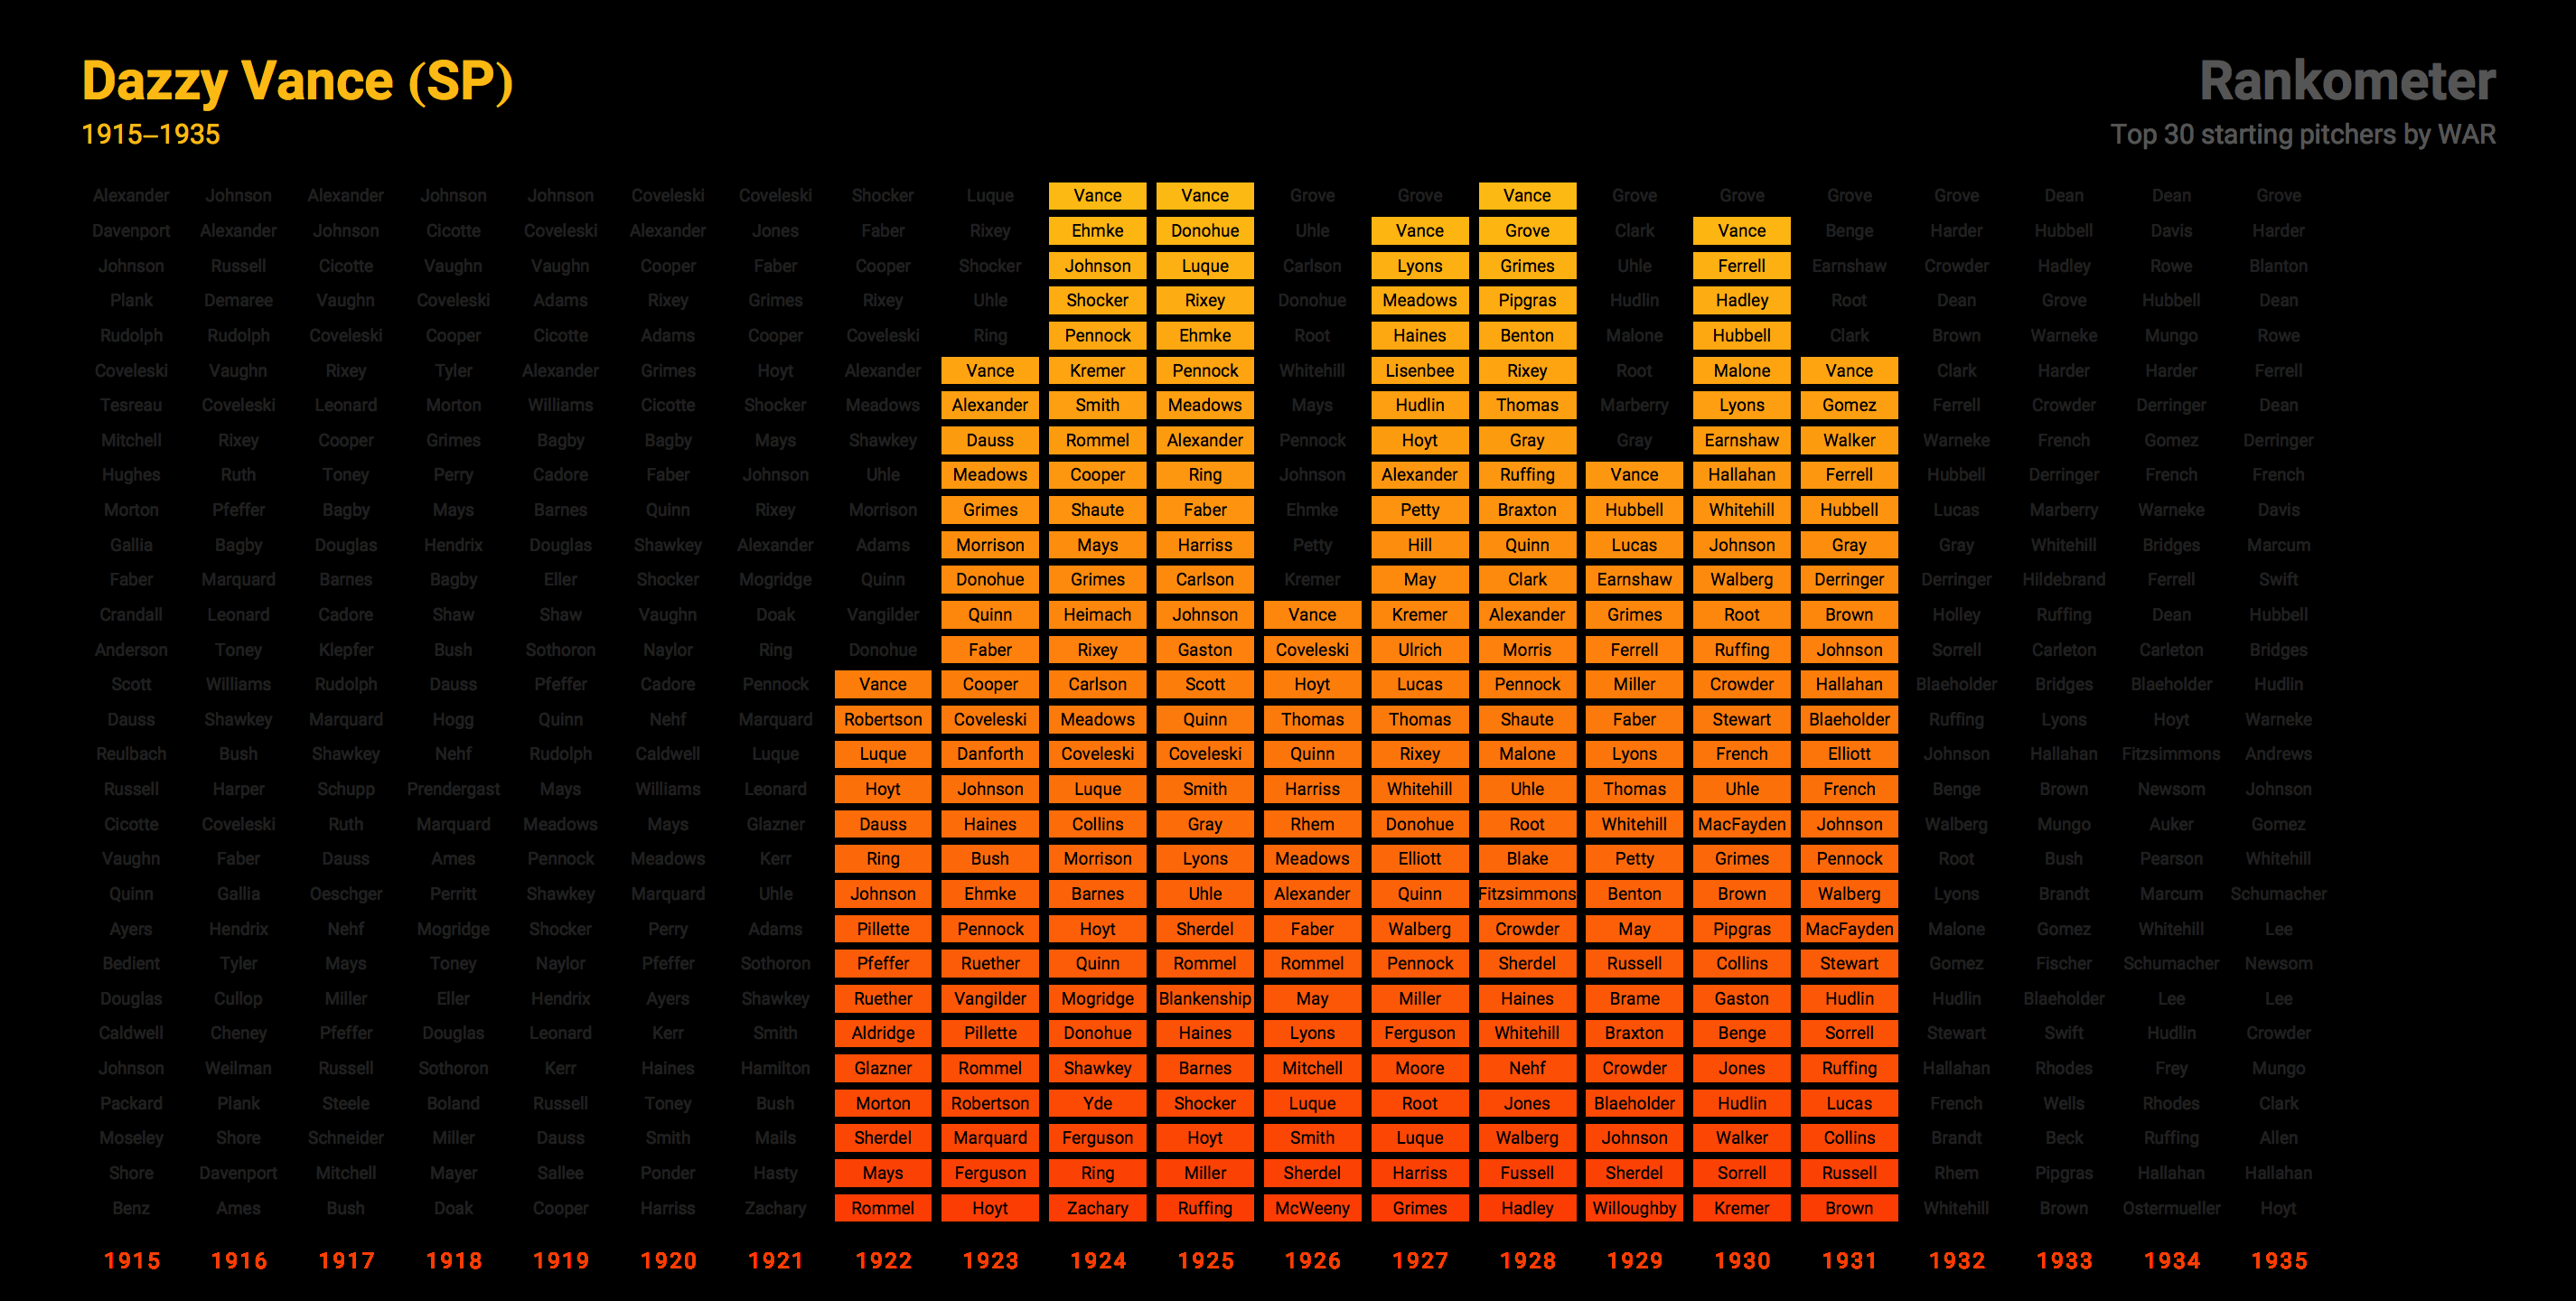 Dazzy Vance (SP)
1915–1935
Rankometer
Top 30 starting pitchers by WAR
Alexander Johnson Alexander Johnson Johnson Coveleski Coveleski Shocker Luque Vance Vance Grove Grove Vance Grove Grove Grove Grove Dean Dean Grove
Davenport Alexander Johnson Cicotte Coveleski Alexander Jones Faber Rixey Ehmke Donohue Uhle Vance Grove Clark Vance Benge Harder Hubbell Davis Harder
Johnson Russell Cicotte Vaughn Vaughn Cooper Faber Cooper Shocker Johnson Luque Carlson Lyons Grimes Uhle Ferrell Earnshaw Crowder Hadley Rowe Blanton
Plank Demaree Vaughn Coveleski Adams Rixey Grimes Rixey Uhle Shocker Rixey Donohue Meadows Pipgras Hudlin Hadley Root Dean Grove Hubbell Dean
Rudolph Rudolph Coveleski Cooper Cicotte Adams Cooper Coveleski Ring Pennock Ehmke Root Haines Benton Malone Hubbell Clark Brown Warneke Mungo Rowe
Coveleski Vaughn Rixey Tyler Alexander Grimes Hoyt Alexander Vance Kremer Pennock Whitehill Lisenbee Rixey Root Malone Vance Clark Harder Harder Ferrell
Tesreau Coveleski Leonard Morton Williams Cicotte Shocker Meadows Alexander Smith Meadows Mays Hudlin Thomas Marberry Lyons Gomez Ferrell Crowder Derringer Dean
Mitchell Rixey Cooper Grimes Bagby Bagby Mays Shawkey Dauss Rommel Alexander Pennock Hoyt Gray Gray Earnshaw Walker Warneke French Gomez Derringer
Hughes Ruth Toney Perry Cadore Faber Johnson Uhle Meadows Cooper Ring Johnson Alexander Ruffing Vance Hallahan Ferrell Hubbell Derringer French French
Morton Pfeffer Bagby Mays Barnes Quinn Rixey Morrison Grimes Shaute Faber Ehmke Petty Braxton Hubbell Whitehill Hubbell Lucas Marberry Warneke Davis
Gallia Bagby Douglas Hendrix Douglas Shawkey Alexander Adams Morrison Mays Harriss Petty Hill Quinn Lucas Johnson Gray Gray Whitehill Bridges Marcum
Faber Marquard Barnes Bagby Eller Shocker Mogridge Quinn Donohue Grimes Carlson Kremer May Clark Earnshaw Walberg Derringer Derringer Hildebrand Ferrell Swift
Crandall Leonard Cadore Shaw Shaw Vaughn Doak Vangilder Quinn Heimach Johnson Vance Kremer Alexander Grimes Root Brown Holley Ruffing Dean Hubbell
Anderson Toney Klepfer Bush Sothoron Naylor Ring Donohue Faber Rixey Gaston Coveleski Ulrich Morris Ferrell Ruffing Johnson Sorrell Carleton Carleton Bridges
Scott Williams Rudolph Dauss Pfeffer Cadore Pennock Vance Cooper Carlson Scott Hoyt Lucas Pennock Miller Crowder Hallahan Blaeholder Bridges Blaeholder Hudlin
Dauss Shawkey Marquard Hogg Quinn Nehf Marquard Robertson Coveleski Meadows Quinn Thomas Thomas Shaute Faber Stewart Blaeholder Ruffing Lyons Hoyt Warneke
Reulbach Bush Shawkey Nehf Rudolph Caldwell Luque Luque Danforth Coveleski Coveleski Quinn Rixey Malone Lyons French Elliott Johnson Hallahan Fitzsimmons Andrews
Russell Harper Schupp Prendergast Mays Williams Leonard Hoyt Johnson Luque Smith Harriss Whitehill Uhle Thomas Uhle French Benge Brown Newsom Johnson
Cicotte Coveleski Ruth Marquard Meadows Mays Glazner Dauss Haines Collins Gray Rhem Donohue Root Whitehill MacFayden Johnson Walberg Mungo Auker Gomez
Vaughn Faber Dauss Ames Pennock Meadows Kerr Ring Bush Morrison Lyons Meadows Elliott Blake Petty Grimes Pennock Root Bush Pearson Whitehill
Quinn Gallia Oeschger Perritt Shawkey Marquard Uhle Johnson Ehmke Barnes Uhle Alexander Quinn Fitzsimmons Benton Brown Walberg Lyons Brandt Marcum Schumacher
Ayers Hendrix Nehf Mogridge Shocker Perry Adams Pillette Pennock Hoyt Sherdel Faber Walberg Crowder May Pipgras MacFayden Malone Gomez Whitehill Lee
Bedient Tyler Mays Toney Naylor Pfeffer Sothoron Pfeffer Ruether Quinn Rommel Rommel Pennock Sherdel Russell Collins Stewart Gomez Fischer Schumacher Newsom
Douglas Cullop Miller Eller Hendrix Ayers Shawkey Ruether Vangilder Mogridge Blankenship May Miller Haines Brame Gaston Hudlin Hudlin Blaeholder Lee Lee
Caldwell Cheney Pfeffer Douglas Leonard Kerr Smith Aldridge Pillette Donohue Haines Lyons Ferguson Whitehill Braxton Benge Sorrell Stewart Swift Hudlin Crowder
Johnson Weilman Russell Sothoron Kerr Haines Hamilton Glazner Rommel Shawkey Barnes Mitchell Moore Nehf Crowder Jones Ruffing Hallahan Rhodes Frey Mungo
Packard Plank Steele Boland Russell Toney Bush Morton Robertson Yde Shocker Luque Root Jones Blaeholder Hudlin Lucas French Wells Rhodes Clark
Moseley Shore Schneider Miller Dauss Smith Mails Sherdel Marquard Ferguson Hoyt Smith Luque Walberg Johnson Walker Collins Brandt Beck Ruffing Allen
Shore Davenport Mitchell Mayer Sallee Ponder Hasty Mays Ferguson Ring Miller Sherdel Harriss Fussell Sherdel Sorrell Russell Rhem Pipgras Hallahan Hallahan
Benz Ames Bush Doak Cooper Harriss Zachary Rommel Hoyt Zachary Ruffing McWeeny Grimes Hadley Willoughby Kremer Brown Whitehill Brown Ostermueller Hoyt
1915 1916 1917 1918 1919 1920 1921 1922 1923 1924 1925 1926 1927 1928 1929 1930 1931 1932 1933 1934 1935